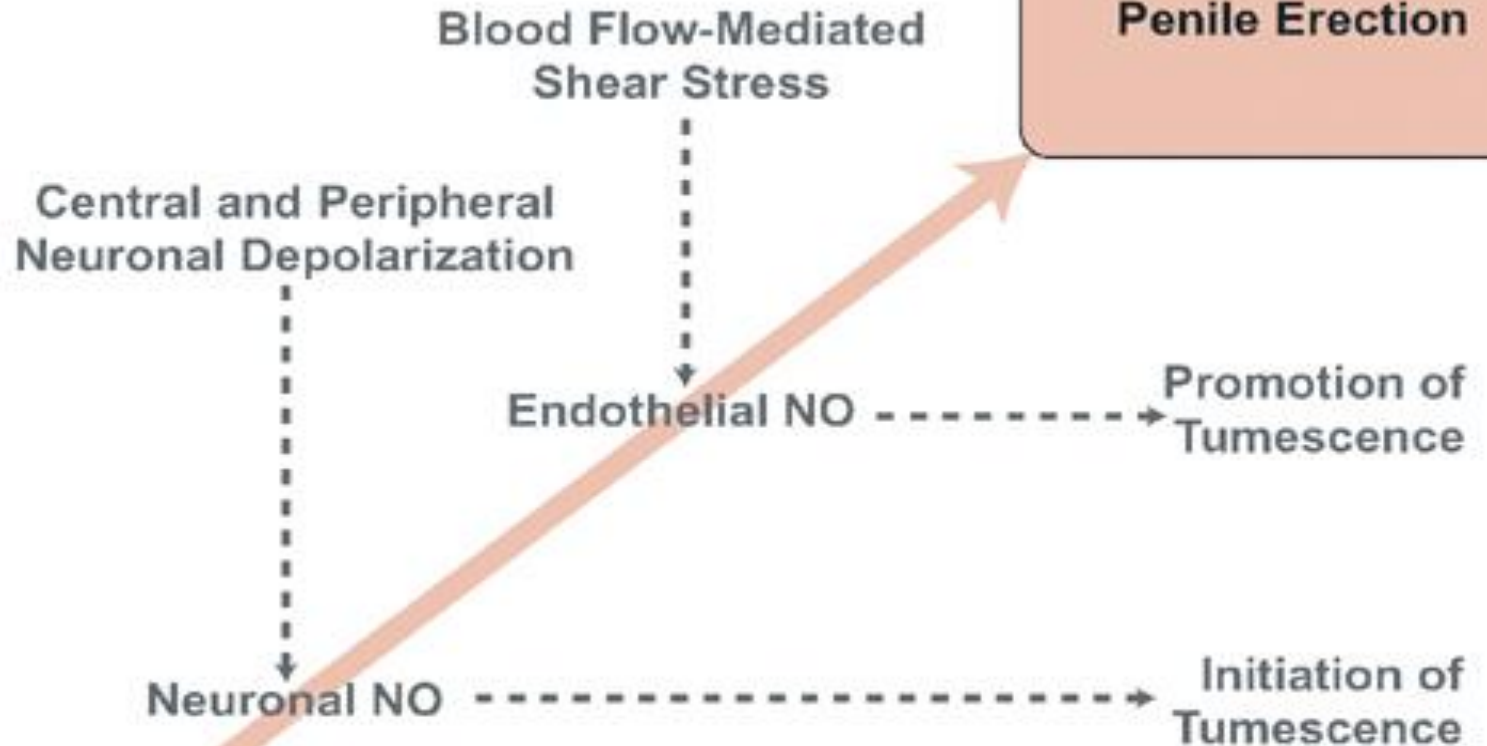 Blood Flow-Mediated
Shear Stress
Penile Erection
Central and Peripheral
Neuronal Depolarization
Endothelial NO
Promotion of
Tumescence
Neuronal NO
Initiation of
Tumescence